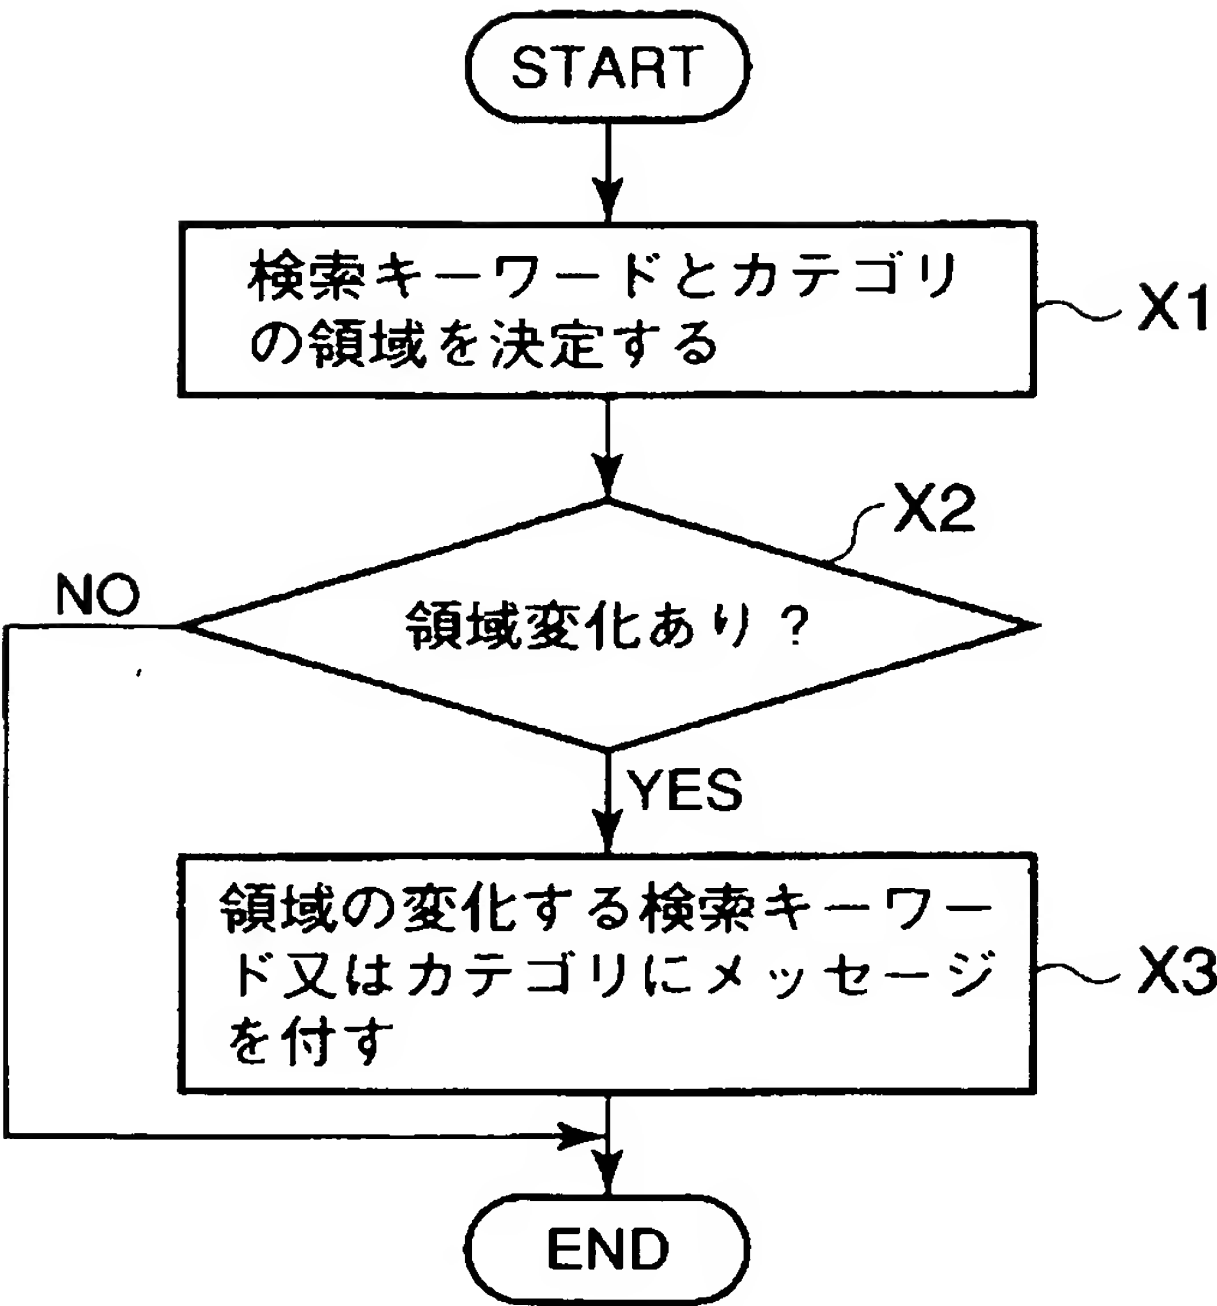 START
検索キーワードとカテゴリ
の領域を決定する
X1
X2
NO
領域変化あり？
YES
領域の変化する検索キーワー
ド又はカテゴリにメッセージ
を付す
X3
END